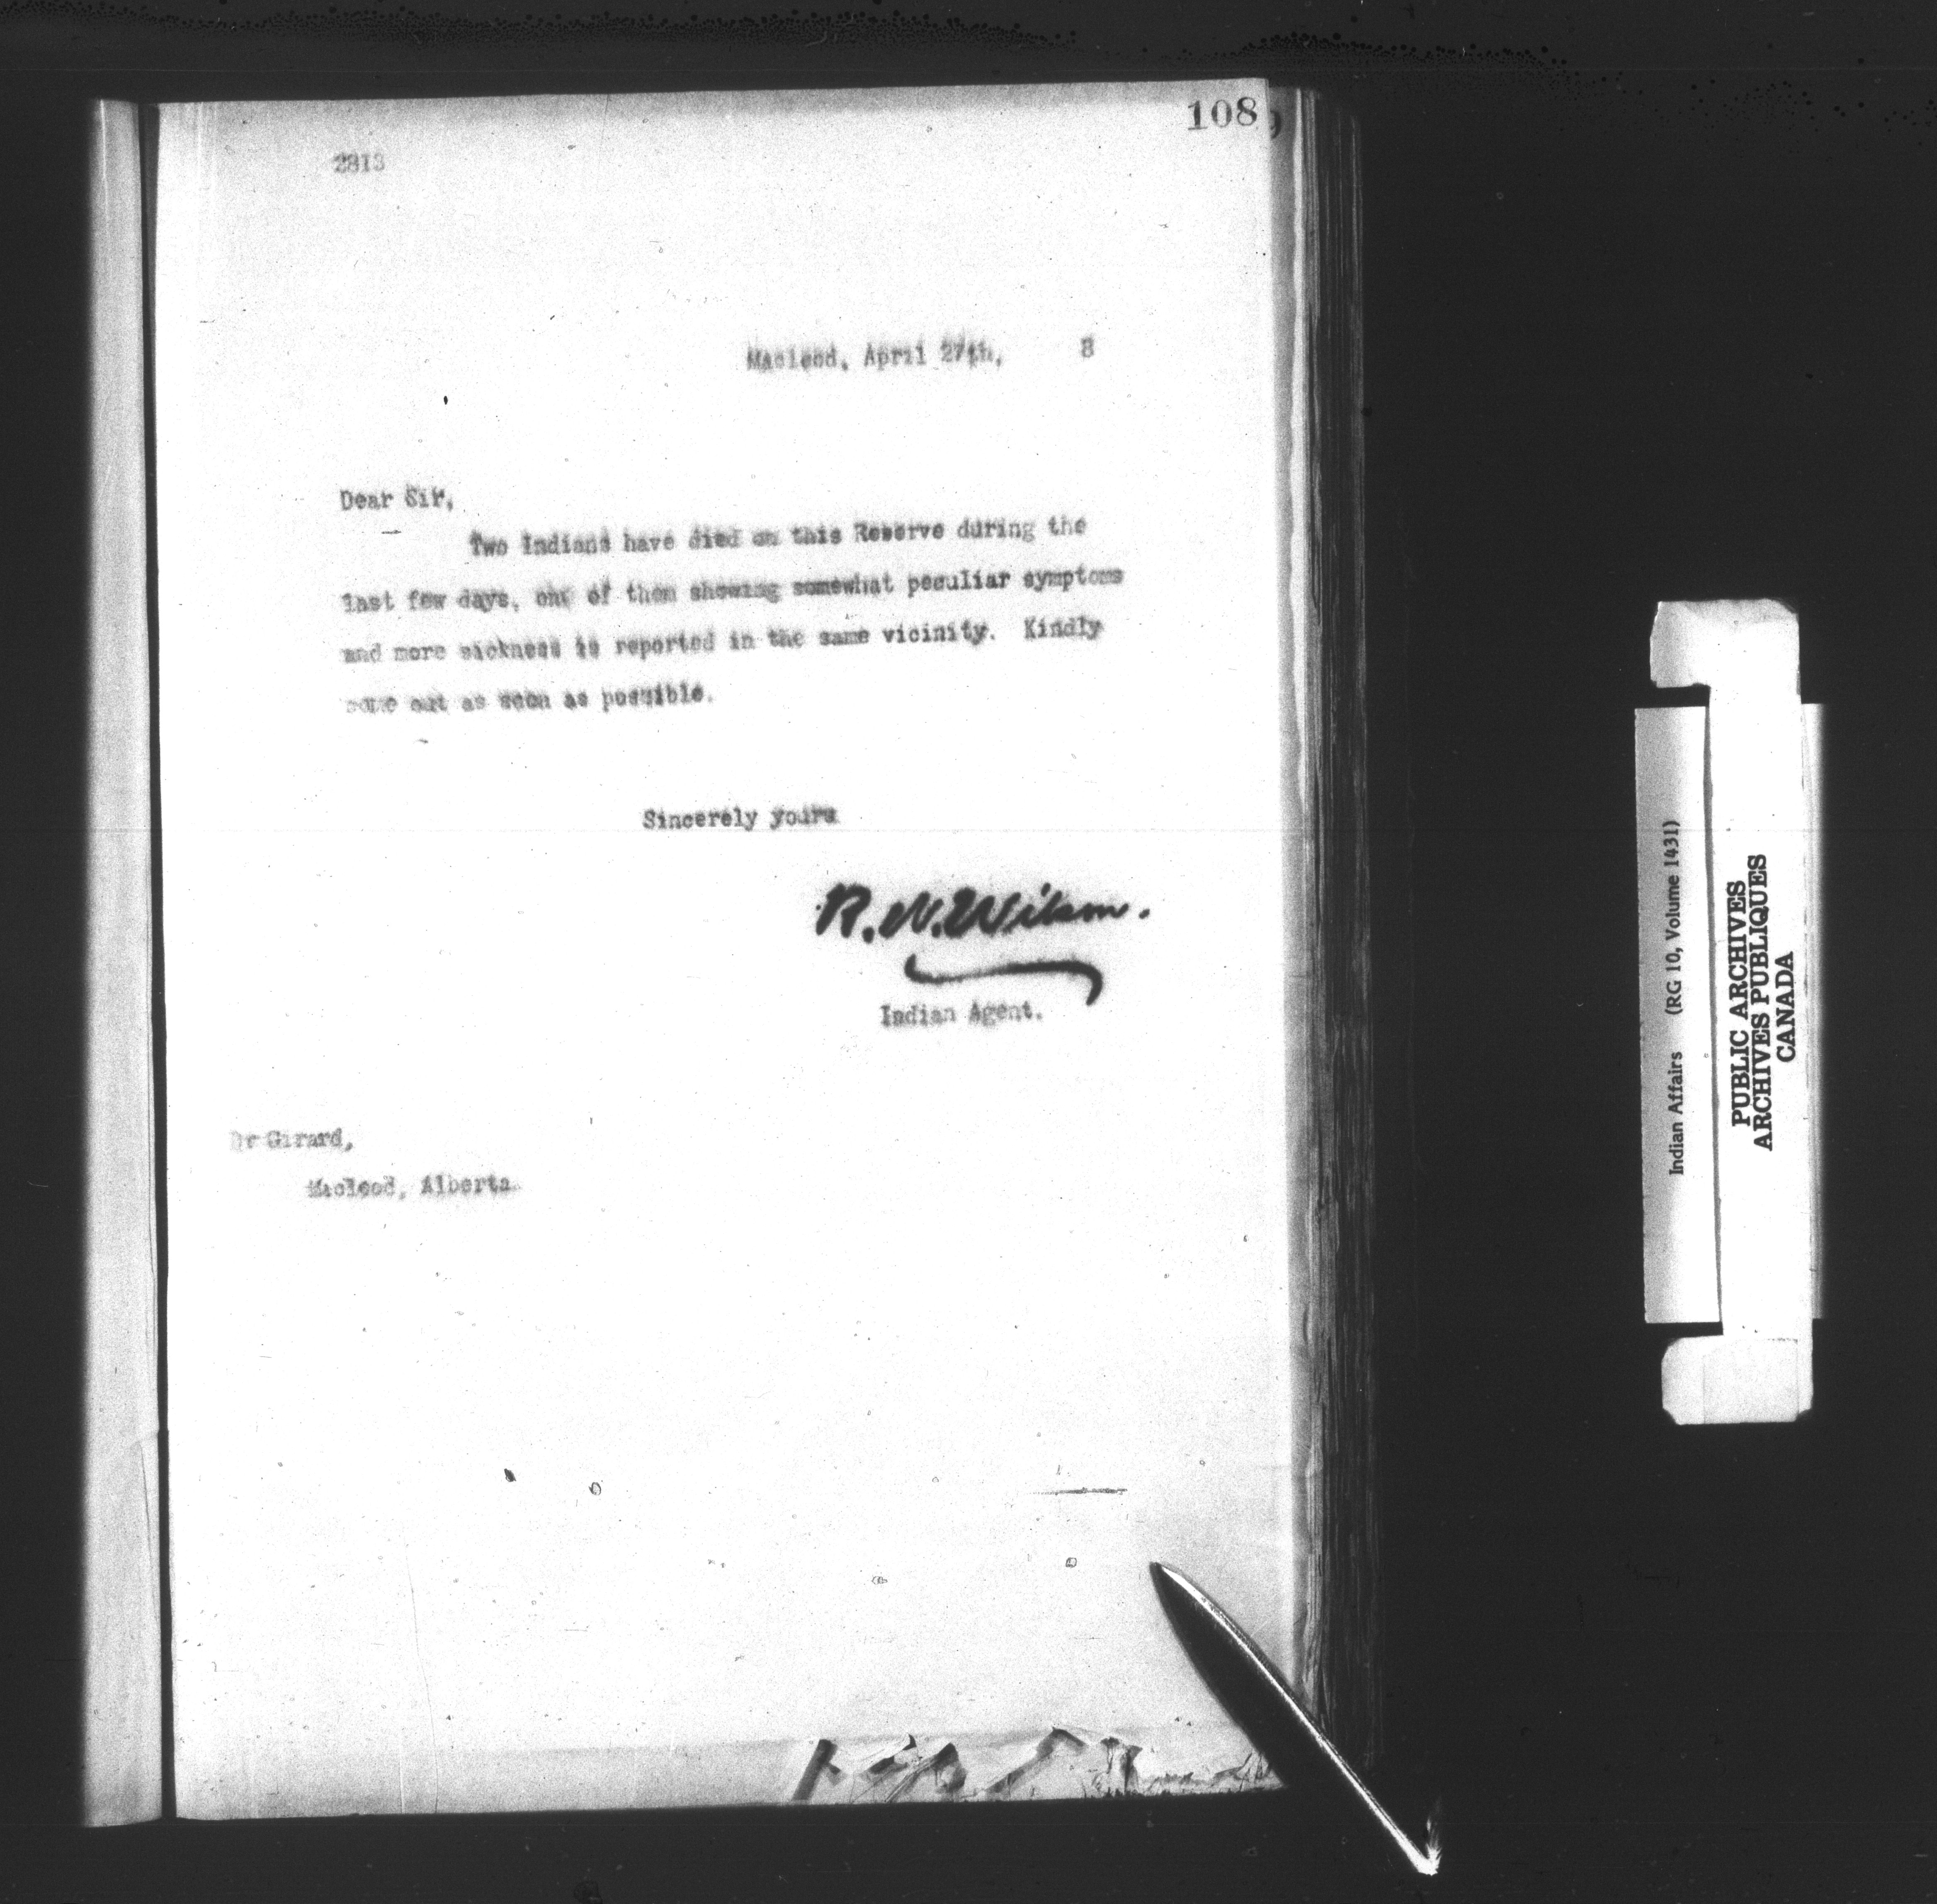 108
2813
Macleod, April 27th, 8
Dear Sir,
Two Indians have died on this Reserve during the
last few days, one of them showing somewhat peculiar symptoms
and more sickness is reported in the same vicinity. Kindly
come out as soon as possible.
Sincerely yours
R. N. Wilson.
Indian Agent.
Dr Girard,
Macleod, Alberta.
Indian Affairs (RG 10, Volume 1431)
PUBLIC ARCHIVES
ARCHIVES PUBLIQUES
CANADA